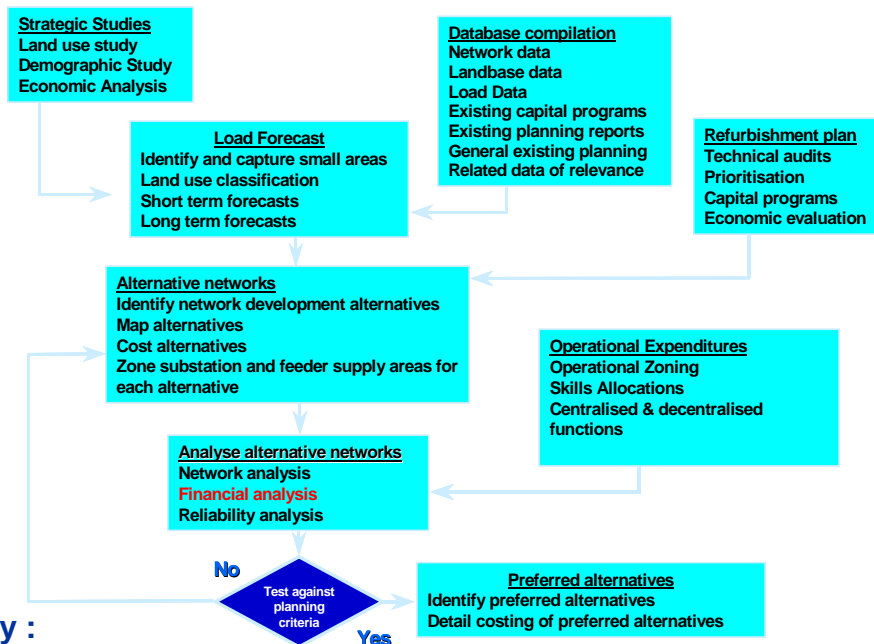 Strategic Studies
Land use study
Demographic Study
Economic Analysis
Database compilation
Network data
Landbase data
Load Data
Existing capital programs
Existing planning reports
General existing planning
Related data of relevance
Load Forecast
Identify and capture small areas
Land use classification
Short term forecasts
Long term forecasts
Refurbishment plan
Technical audits
Prioritisation
Capital programs
Economic evaluation
Alternative networks
Identify network development alternatives
Map alternatives
Cost alternatives
Zone substation and feeder supply areas for
each alternative
Operational Expenditures
Operational Zoning
Skills Allocations
Centralised & decentralised
functions
Analyse alternative networks
Network analysis
Financial analysis
Reliability analysis
No
Test against
planning
criteria
Yes
Preferred alternatives
Identify preferred alternatives
Detail costing of preferred alternatives
y :